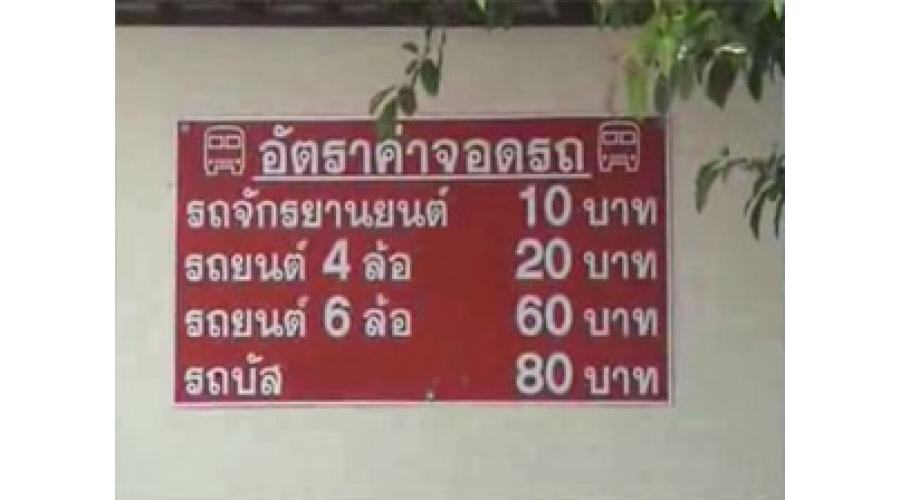 อัตราค่าจอดรถ
รถจักรยานยนต์ 10 บาท
รถยนต์ 4 ล้อ 20 บาท
รถยนต์ 6 ล้อ 60 บาท
รถบัส 80 บาท